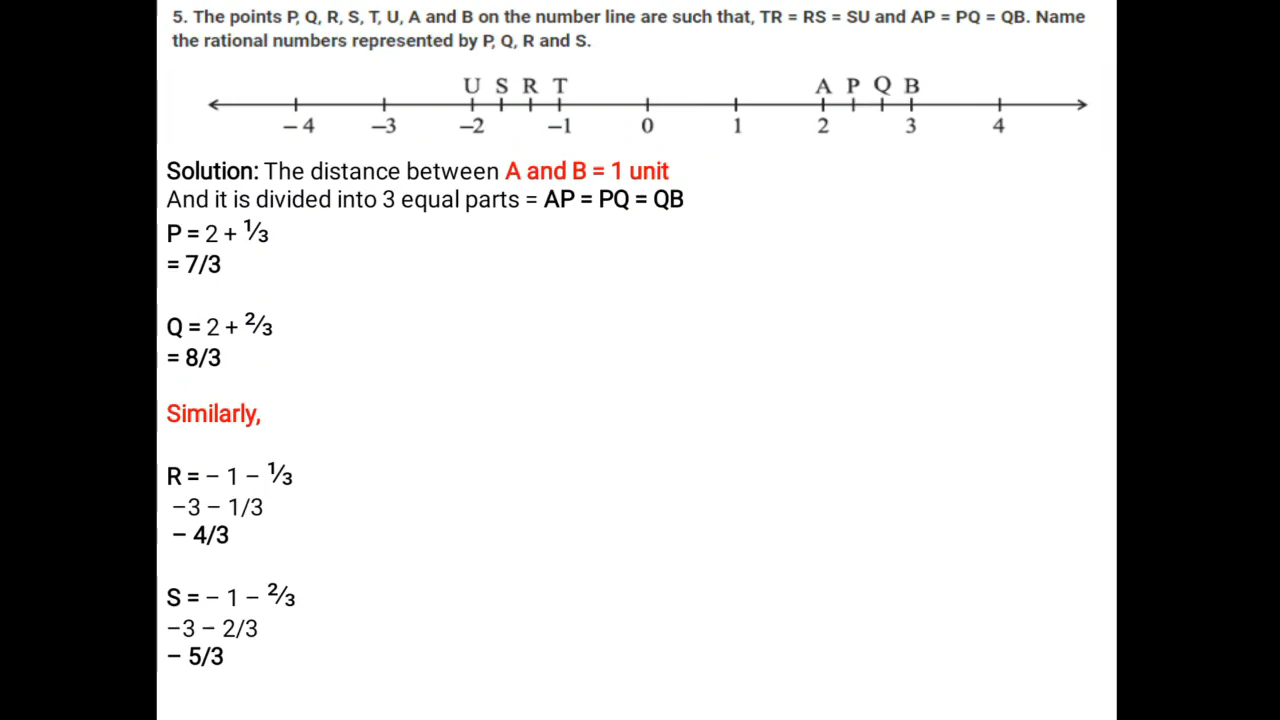 5. The points P, Q, R, S, T, U, A and B on the number line are such that, TR = RS = SU and AP = PQ = QB. Name
the rational numbers represented by P, Q, R and S.
U S R T A P Q B
−4 −3 −2 −1 0 1 2 3 4
Solution: The distance between A and B = 1 unit
And it is divided into 3 equal parts = AP = PQ = QB
P = 2 + ⅓
= 7/3
Q = 2 + ⅔
= 8/3
Similarly,
R = − 1 − ⅓
−3 − 1/3
− 4/3
S = − 1 − ⅔
−3 − 2/3
− 5/3